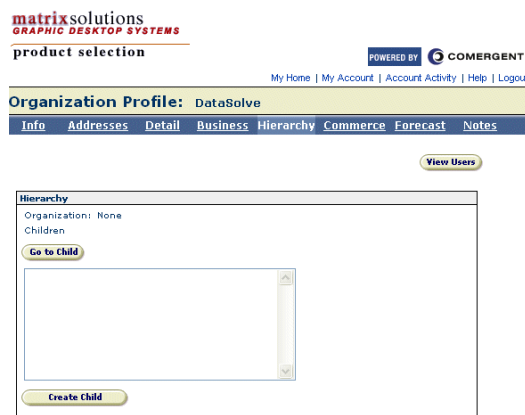 matrixsolutions
GRAPHIC DESKTOP SYSTEMS
product selection
POWERED BY COMERGENT
My Home | My Account | Account Activity | Help | Logou
Organization Profile: DataSolve
Info Addresses Detail Business Hierarchy Commerce Forecast Notes
View Users
Hierarchy
Organization: None
Children
Go to Child
Create Child